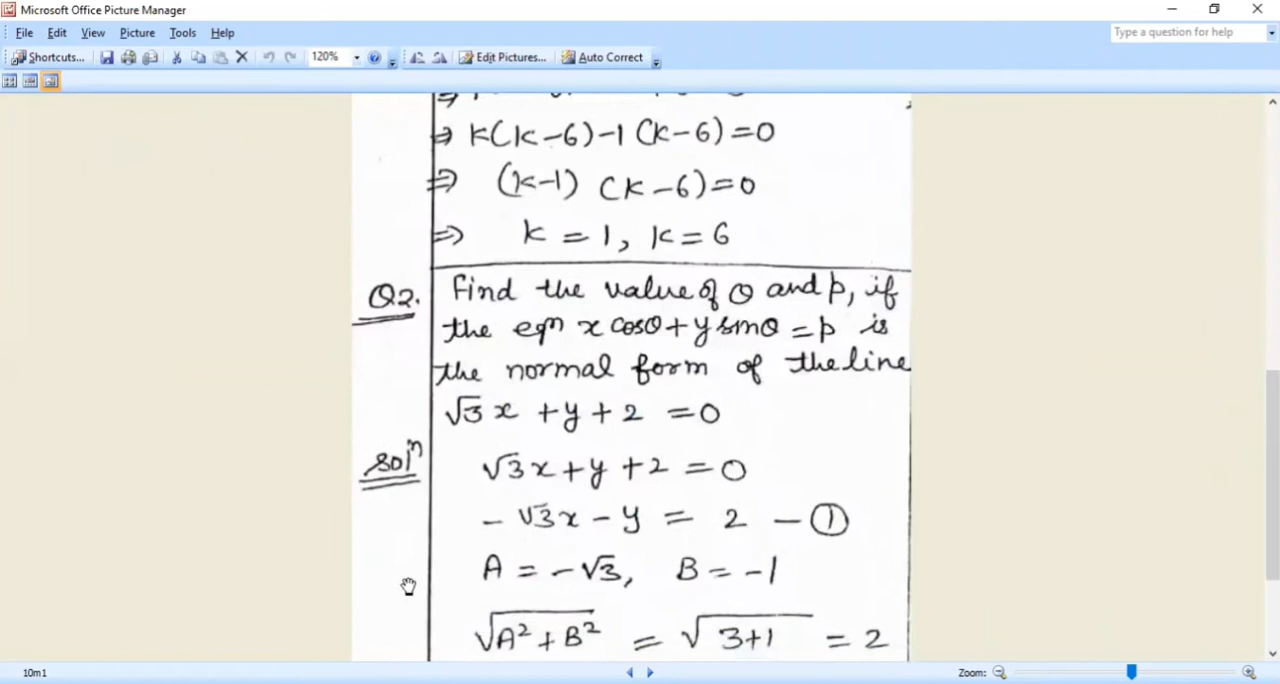 Microsoft Office Picture Manager
File Edit View Picture Tools Help
Type a question for help
Shortcuts... 120% Edit Pictures... Auto Correct
⇒ k(k-6)-1(k-6)=0
⇒ (k-1) (k-6)=0
⇒ k = 1, k = 6
Q2. Find the value of θ and p, if
the eqn x cosθ + y sinθ = p is
the normal form of the line
√3x + y + 2 = 0
Solⁿ √3x + y + 2 = 0
- √3x - y = 2 - ①
A = -√3, B = -1
√A² + B² = √3+1 = 2
10m1 Zoom: